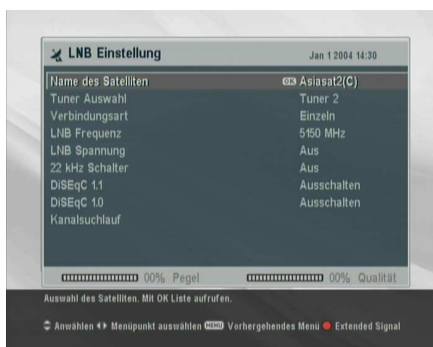 LNB Einstellung Jan 1 2004 14:30
Name des Satelliten OK Asiasat2(C)
Tuner Auswahl Tuner 2
Verbindungsart Einzeln
LNB Frequenz 5150 MHz
LNB Spannung Aus
22 kHz Schalter Aus
DiSEqC 1.1 Ausschalten
DiSEqC 1.0 Ausschalten
Kanalsuchlauf
00% Pegel 00% Qualität
Auswahl des Satelliten. Mit OK Liste aufrufen.
Anwählen Menüpunkt auswählen MENU Vorhergehendes Menü Extended Signal